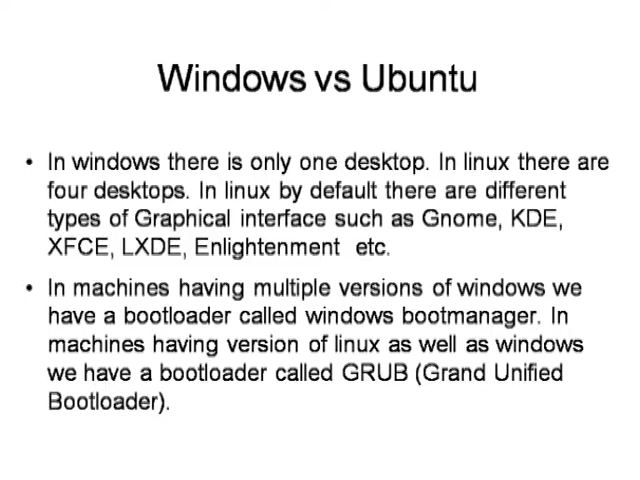 Windows vs Ubuntu
• In windows there is only one desktop. In linux there are
four desktops. In linux by default there are different
types of Graphical interface such as Gnome, KDE,
XFCE, LXDE, Enlightenment etc.
• In machines having multiple versions of windows we
have a bootloader called windows bootmanager. In
machines having version of linux as well as windows
we have a bootloader called GRUB (Grand Unified
Bootloader).